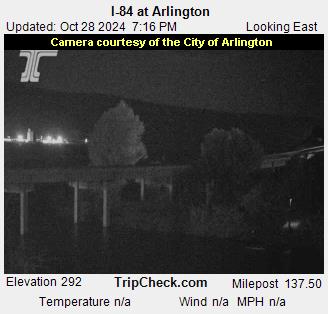 I-84 at Arlington
Updated: Oct 28 2024 7:16 PM Looking East
Camera courtesy of the City of Arlington
Elevation 292 TripCheck.com Milepost 137.50
Temperature n/a Wind n/a MPH n/a